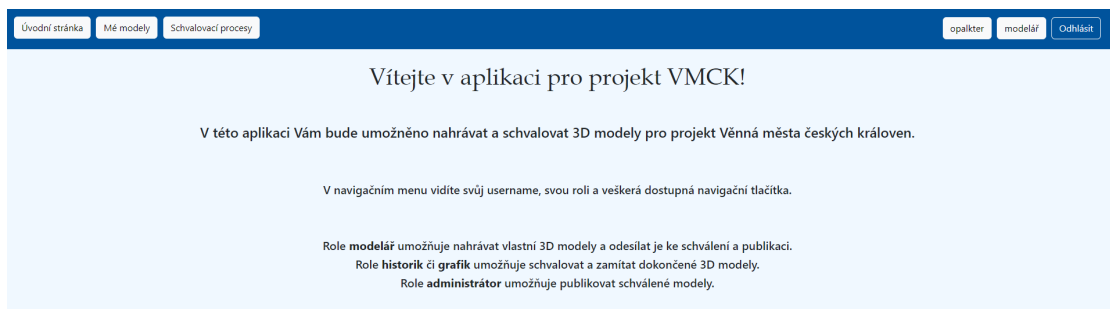 Úvodní stránka Mé modely Schvalovací procesy opalkter modelář Odhlásit
Vítejte v aplikaci pro projekt VMCK!
V této aplikaci Vám bude umožněno nahrávat a schvalovat 3D modely pro projekt Věnná města českých královen.
V navigačním menu vidíte svůj username, svou roli a veškerá dostupná navigační tlačítka.
Role modelář umožňuje nahrávat vlastní 3D modely a odesílat je ke schválení a publikaci.
Role historik či grafik umožňuje schvalovat a zamítat dokončené 3D modely.
Role administrátor umožňuje publikovat schválené modely.